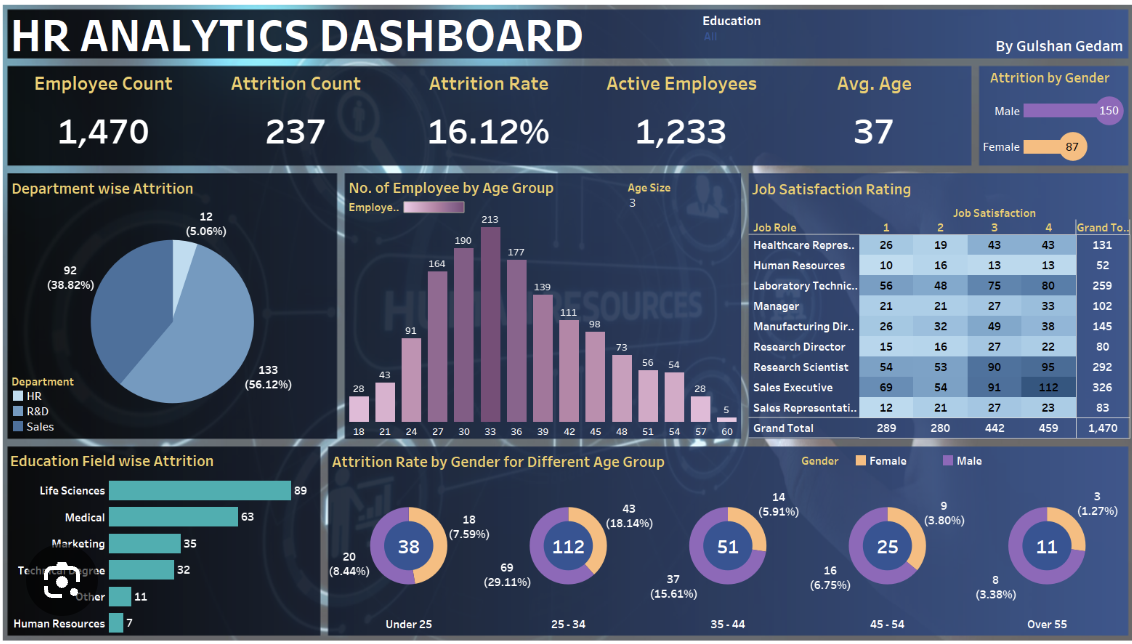 HR ANALYTICS DASHBOARD
Education
All
By Gulshan Gedam
Employee Count
1,470
Attrition Count
237
Attrition Rate
16.12%
Active Employees
1,233
Avg. Age
37
Attrition by Gender
Male 150
Female 87
Department wise Attrition
12
(5.06%)
92
(38.82%)
133
(56.12%)
Department
HR
R&D
Sales
No. of Employee by Age Group
Age Size
3
Employe..
28 43 91 164 190 213 177 139 111 98 73 56 54 28 5
18 21 24 27 30 33 36 39 42 45 48 51 54 57 60
HUMAN RESOURCES
Job Satisfaction Rating
Job Satisfaction
Job Role 1 2 3 4 Grand To..
Healthcare Repres.. 26 19 43 43 131
Human Resources 10 16 13 13 52
Laboratory Technic.. 56 48 75 80 259
Manager 21 21 27 33 102
Manufacturing Dir.. 26 32 49 38 145
Research Director 15 16 27 22 80
Research Scientist 54 53 90 95 292
Sales Executive 69 54 91 112 326
Sales Representati.. 12 21 27 23 83
Grand Total 289 280 442 459 1,470
Education Field wise Attrition
Life Sciences 89
Medical 63
Marketing 35
Technical Degree 32
Other 11
Human Resources 7
Attrition Rate by Gender for Different Age Group
Gender Female Male
38
18
(7.59%)
20
(8.44%)
Under 25
112
43
(18.14%)
69
(29.11%)
25 - 34
51
14
(5.91%)
37
(15.61%)
35 - 44
25
9
(3.80%)
16
(6.75%)
45 - 54
11
3
(1.27%)
8
(3.38%)
Over 55